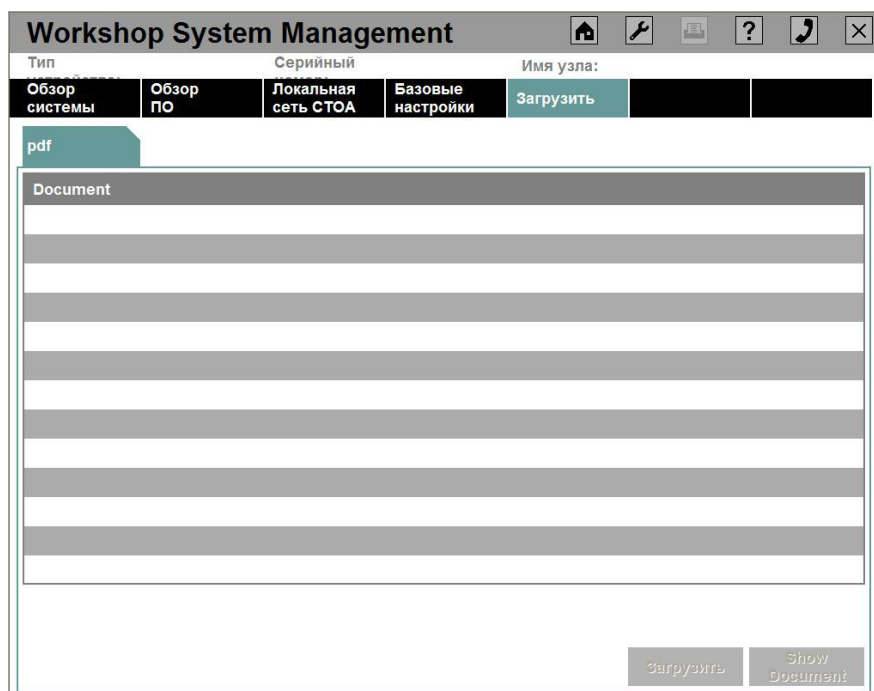 Workshop System Management
?
Тип
Серийный
Имя узла:
Обзор
системы
Обзор
ПО
Локальная
сеть СТОА
Базовые
настройки
Загрузить
pdf
Document
Загрузить
Show
Document